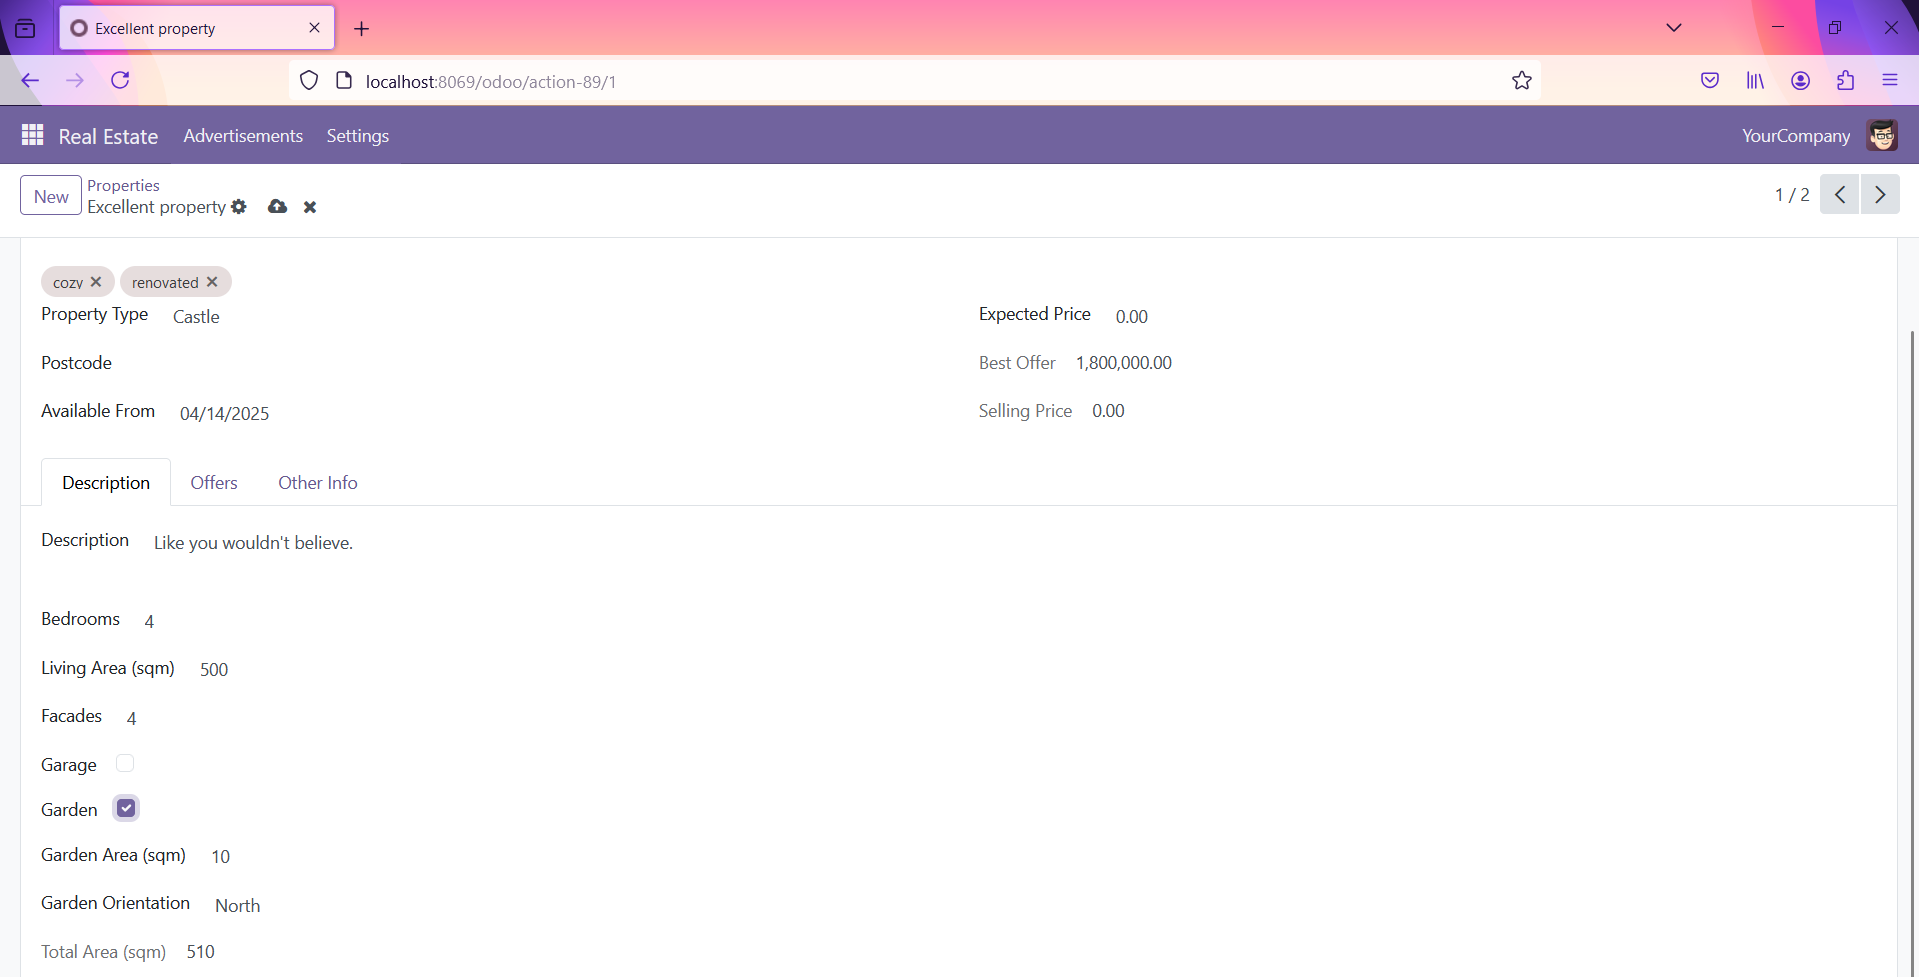 Excellent property
localhost:8069/odoo/action-89/1
Real Estate Advertisements Settings YourCompany
New Properties
Excellent property 1 / 2
cozy renovated
Property Type Castle Expected Price 0.00
Postcode Best Offer 1,800,000.00
Available From 04/14/2025 Selling Price 0.00
Description Offers Other Info
Description Like you wouldn't believe.
Bedrooms 4
Living Area (sqm) 500
Facades 4
Garage
Garden
Garden Area (sqm) 10
Garden Orientation North
Total Area (sqm) 510